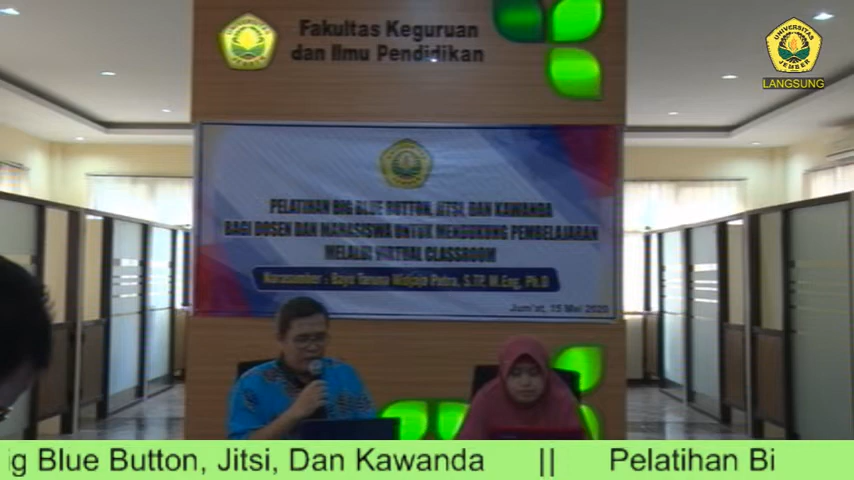 Fakultas Keguruan
dan Ilmu Pendidikan
UNIVERSITAS
JEMBER
LANGSUNG
PELATIHAN BIG BLUE BUTTON, JITSI, DAN KAWANDA
BAGI DOSEN DAN MAHASISWA UNTUK MENDUKUNG PEMBELAJARAN
MELALUI VIRTUAL CLASSROOM
Narasumber : Bayu Taruna Widjaja Putra, S.TP, M.Eng, Ph.D
Jum'at, 15 Mei 2020
ig Blue Button, Jitsi, Dan Kawanda || Pelatihan Bi